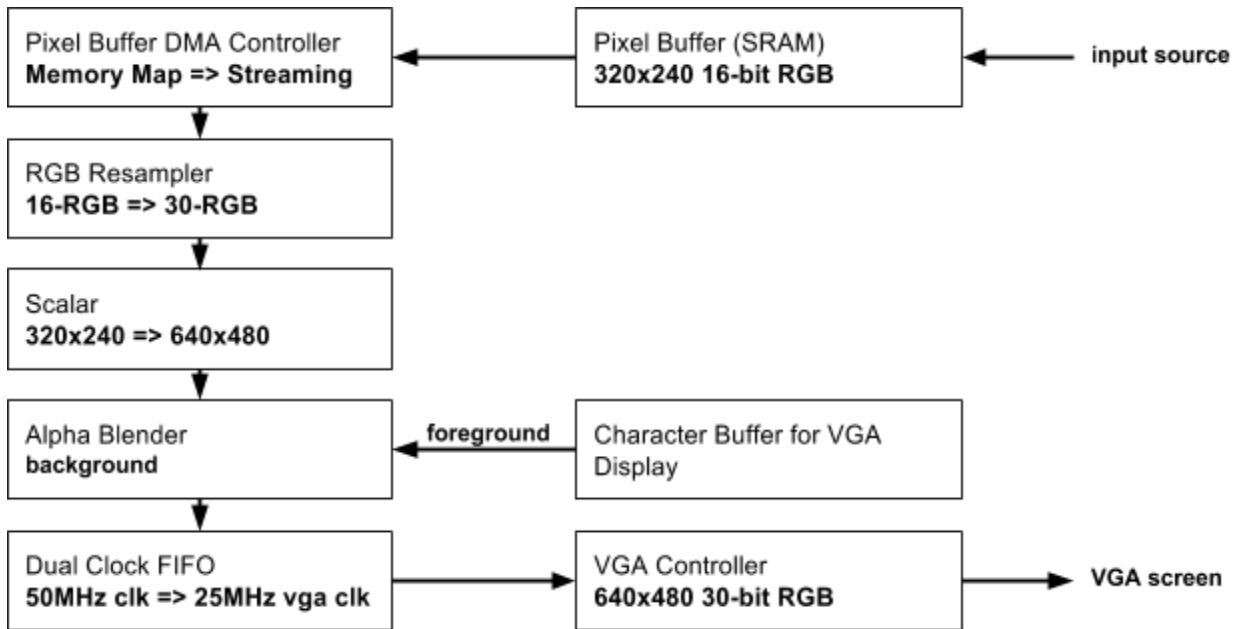 Pixel Buffer DMA Controller
Memory Map => Streaming
Pixel Buffer (SRAM)
320x240 16-bit RGB
input source
RGB Resampler
16-RGB => 30-RGB
Scalar
320x240 => 640x480
Alpha Blender
background
foreground
Character Buffer for VGA
Display
Dual Clock FIFO
50MHz clk => 25MHz vga clk
VGA Controller
640x480 30-bit RGB
VGA screen